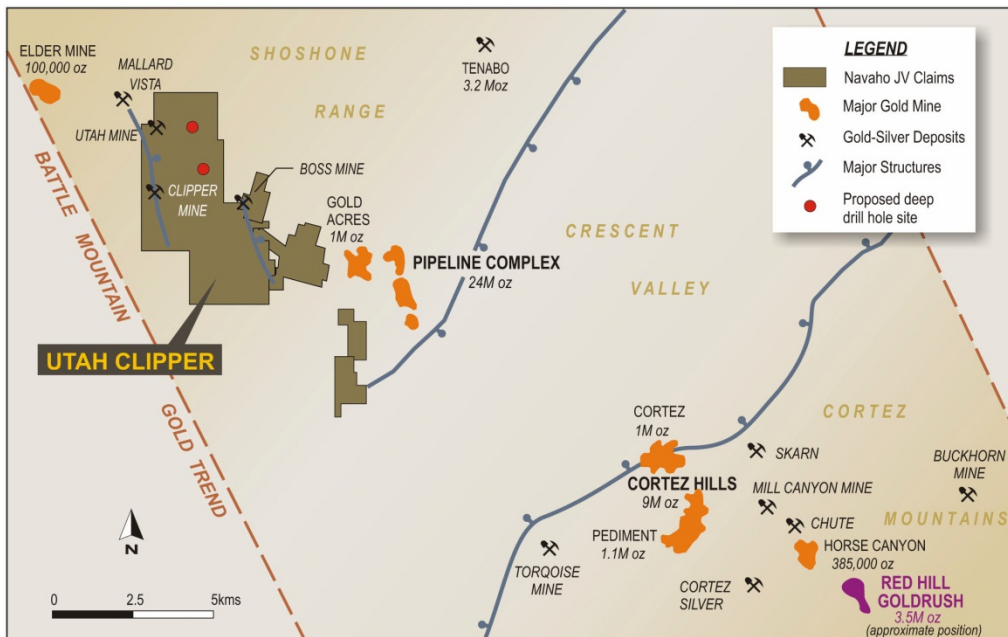 ELDER MINE
100,000 oz
MALLARD
VISTA
SHOSHONE
RANGE
TENABO
3.2 Moz
UTAH MINE
CLIPPER
MINE
BOSS MINE
GOLD
ACRES
1M oz
PIPELINE COMPLEX
24M oz
CRESCENT
VALLEY
BATTLE MOUNTAIN
GOLD TREND
UTAH CLIPPER
LEGEND
Navaho JV Claims
Major Gold Mine
Gold-Silver Deposits
Major Structures
Proposed deep
drill hole site
CORTEZ
1M oz
CORTEZ
MOUNTAINS
SKARN
BUCKHORN
MINE
CORTEZ HILLS
9M oz
MILL CANYON MINE
CHUTE
PEDIMENT
1.1M oz
HORSE CANYON
385,000 oz
TORQOISE
MINE
CORTEZ
SILVER
RED HILL
GOLDRUSH
3.5M oz
(approximate position)
N
0 2.5 5kms